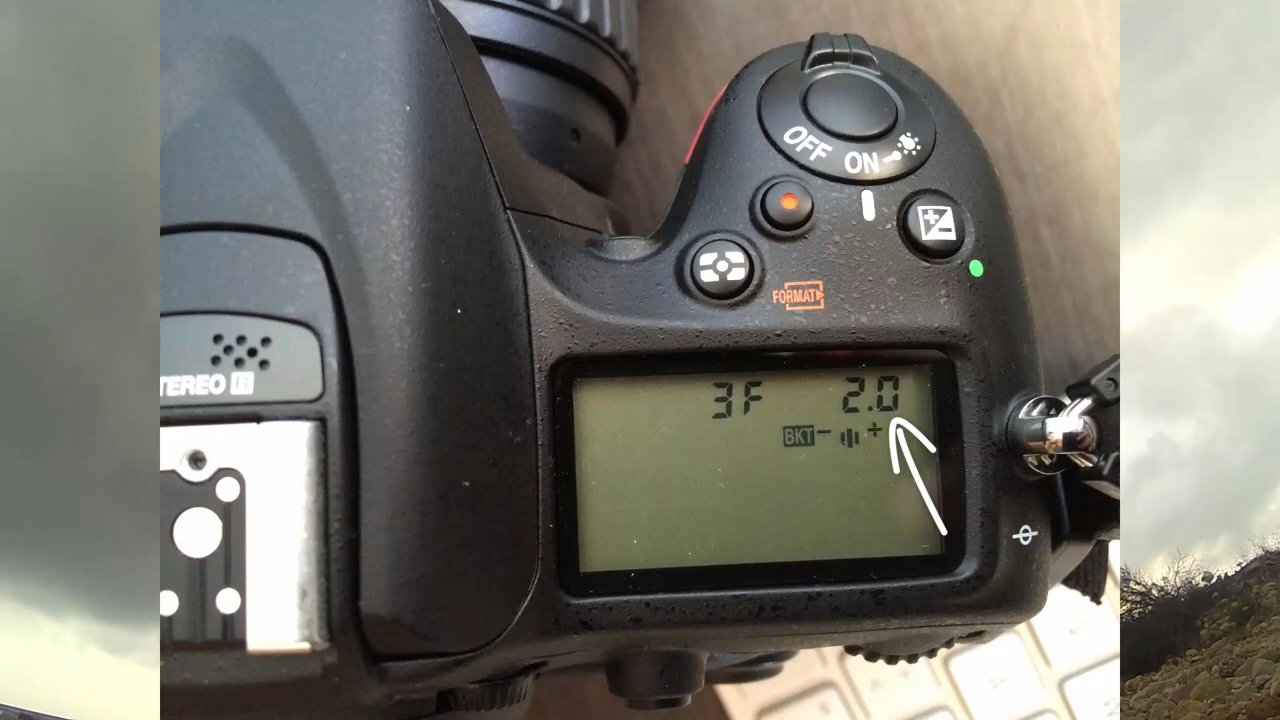 OFF ON
FORMAT
3F 2.0
BKT - +
TEREO